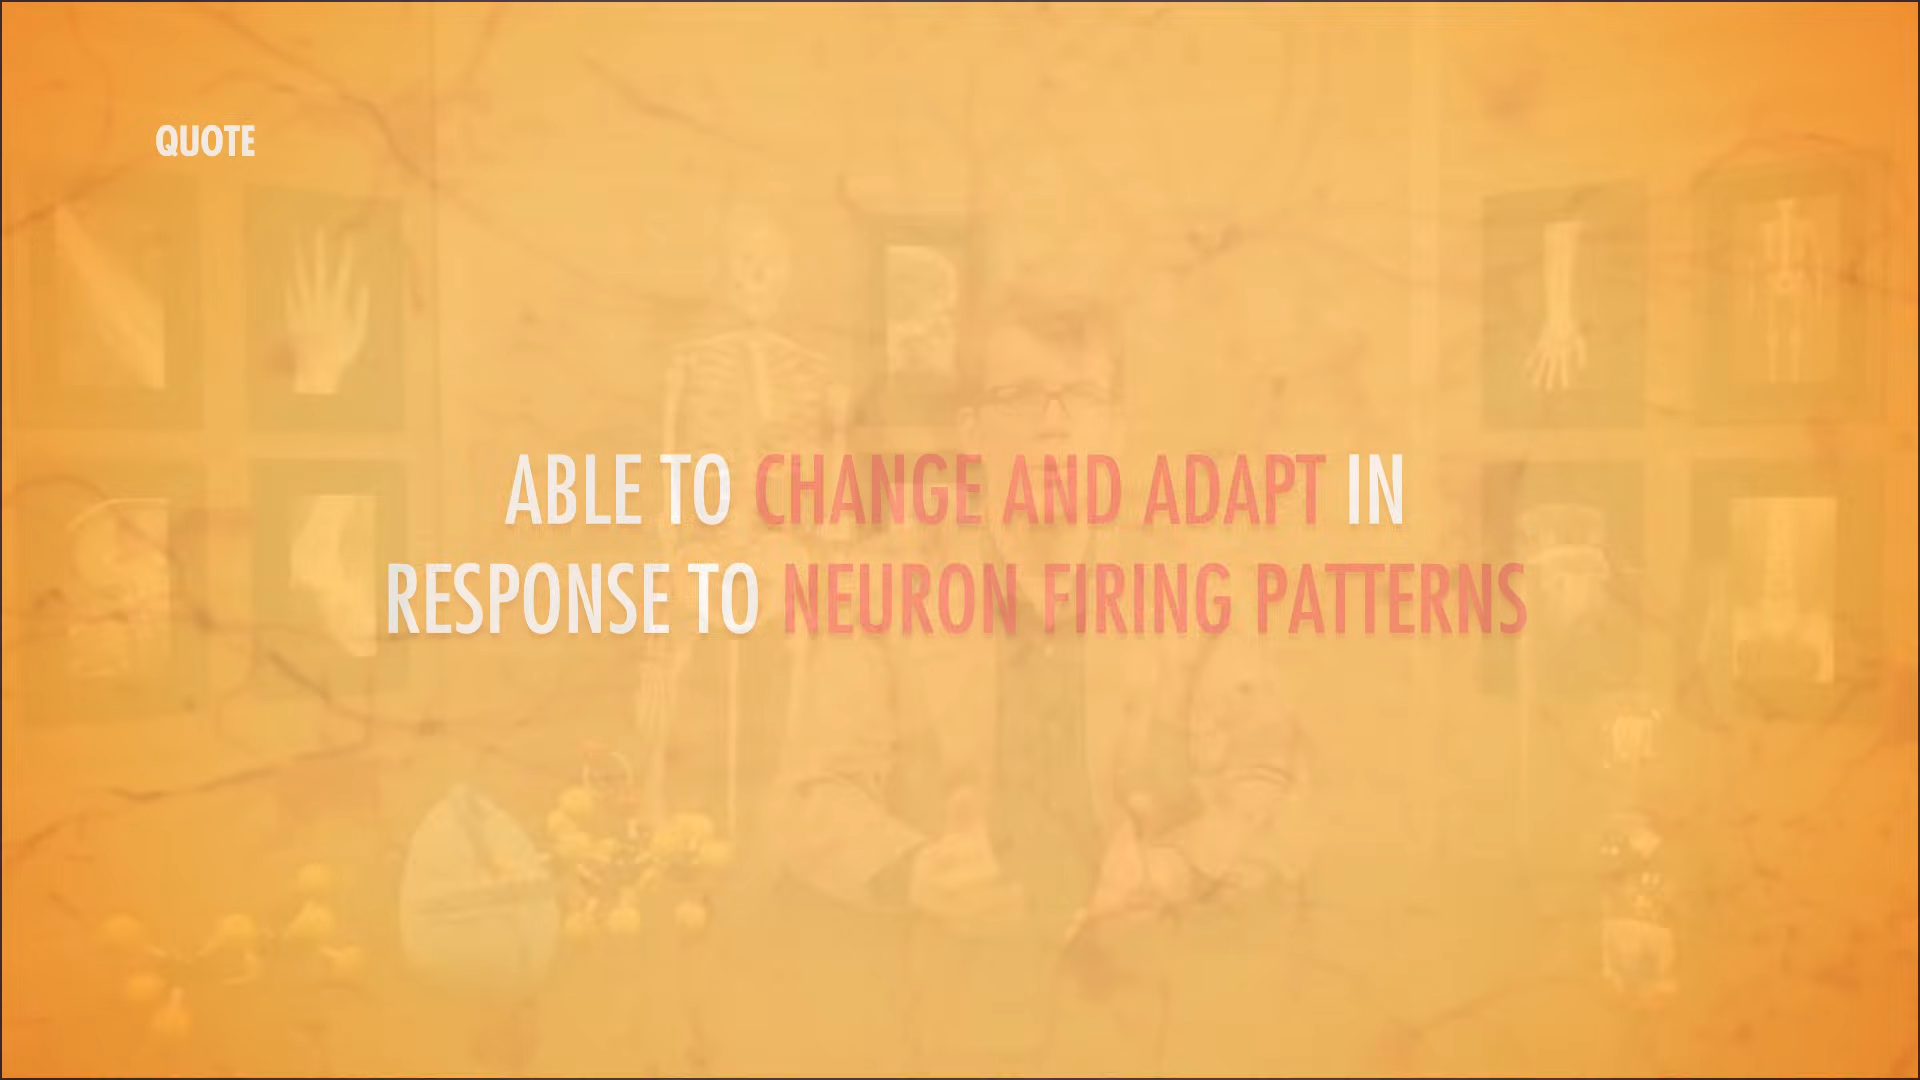 QUOTE
ABLE TO CHANGE AND ADAPT IN
RESPONSE TO NEURON FIRING PATTERNS